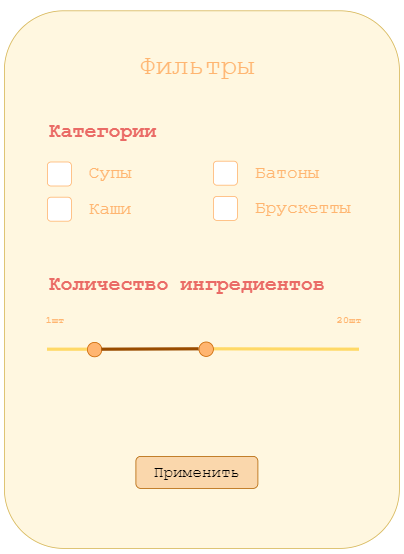 Фильтры
Категории
Супы
Батоны
Каши
Брускетты
Количество ингредиентов
1шт
20шт
Применить